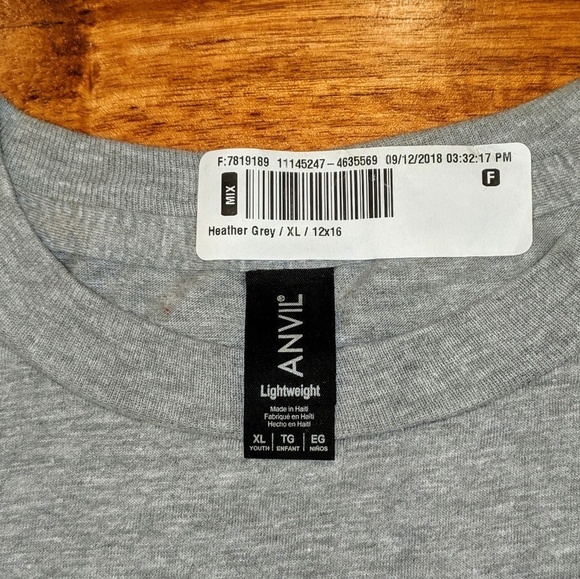 F:7819189 11145247-4635569 09/12/2018 03:32:17 PM
MIX
F
Heather Grey / XL / 12x16
ANVIL®
Lightweight
Made in Haiti
Fabriqué en Haïti
Hecho en Haití
XL | TG | EG
YOUTH | ENFANT | NIÑOS